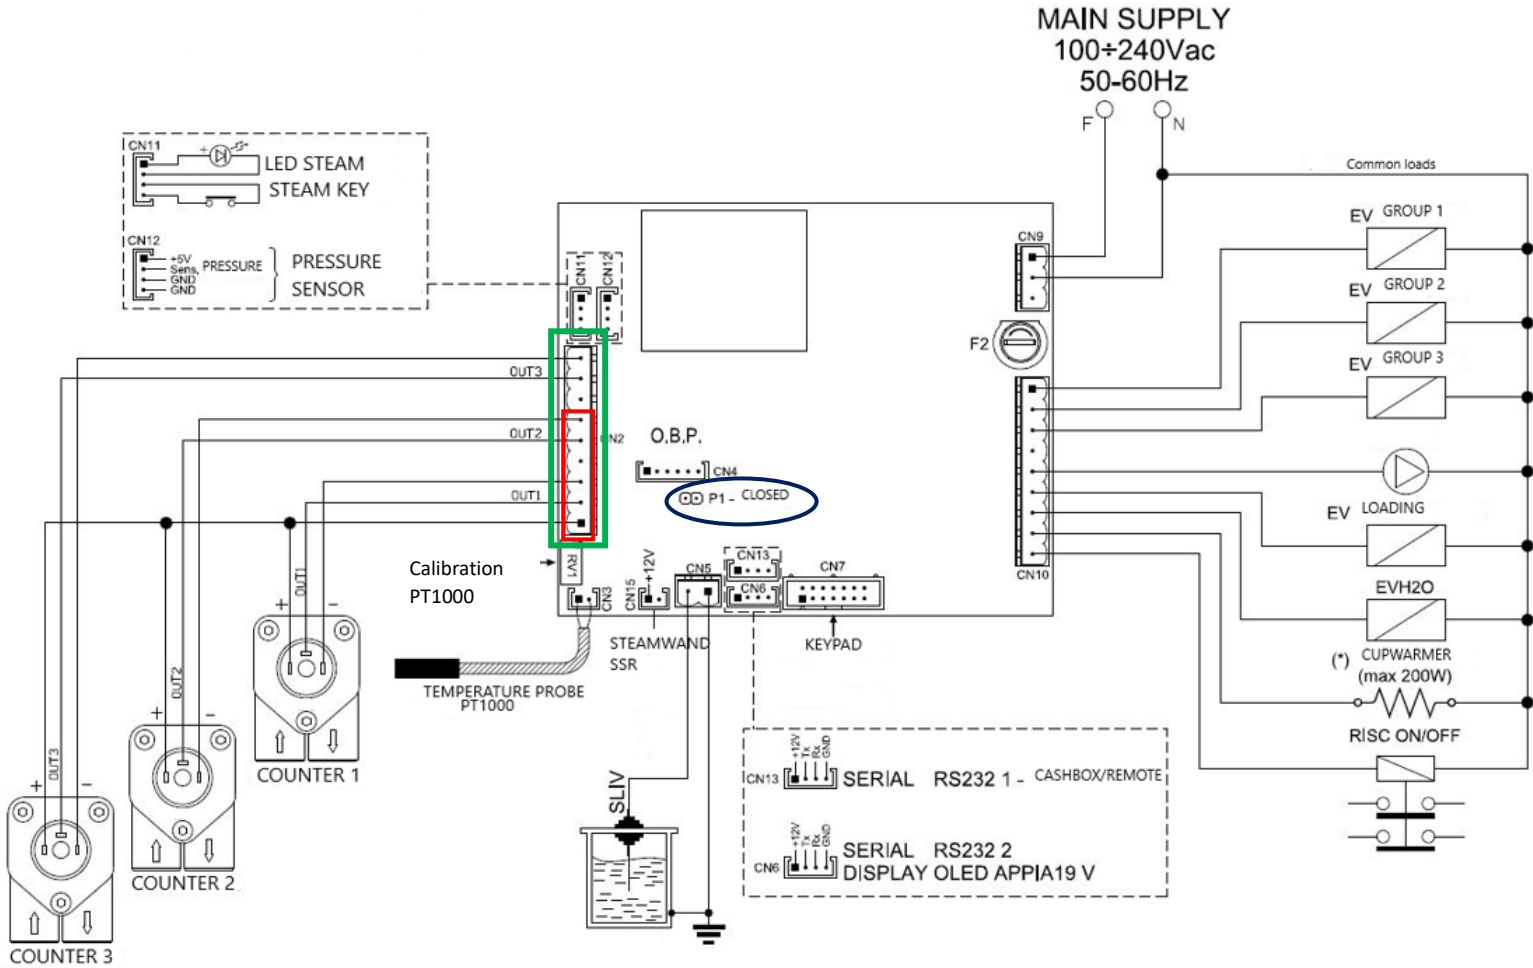 MAIN SUPPLY
100÷240Vac
50-60Hz
F
N
Common loads
CN11
+
LED STEAM
STEAM KEY
CN12
+5V
Sens, PRESSURE
GND
GND
PRESSURE
SENSOR
CN11
CN12
CN9
F2
EV GROUP 1
EV GROUP 2
EV GROUP 3
OUT3
OUT2
CN2
O.B.P.
CN4
P1 - CLOSED
OUT1
EV LOADING
CN10
EVH2O
(*) CUPWARMER
(max 200W)
RISC ON/OFF
Calibration
PT1000
RV1
CN3
CN15
+12V
CN5
CN13
CN6
CN7
STEAMWAND
SSR
KEYPAD
TEMPERATURE PROBE
PT1000
OUT1
+ -
COUNTER 1
OUT2
+ -
COUNTER 2
OUT3
+ -
COUNTER 3
SLIV
+12V
Tx
Rx
GND
CN13 SERIAL RS232 1 - CASHBOX/REMOTE
+12V
Tx
Rx
GND
CN6 SERIAL RS232 2
DISPLAY OLED APPIA19 V